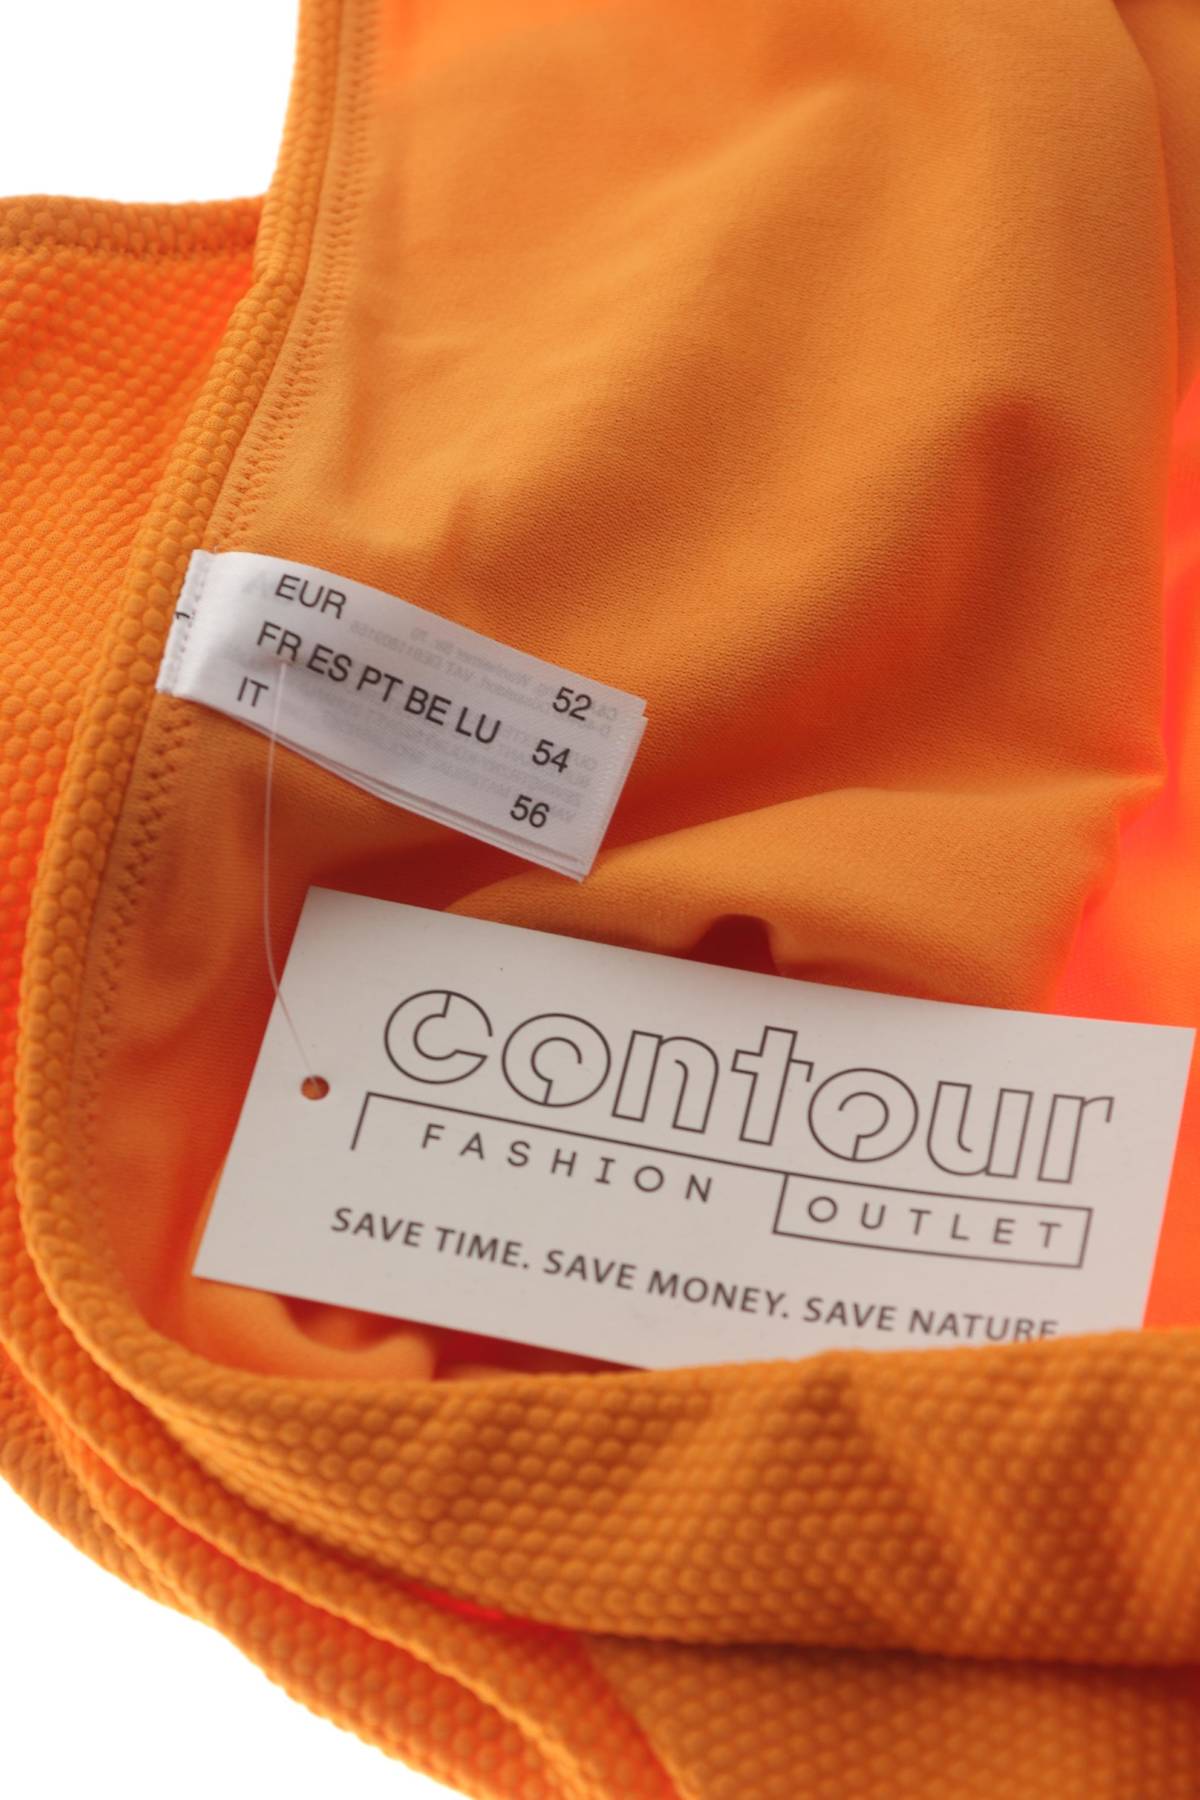 EUR 52
FR ES PT BE LU 54
IT 56
1
contour
FASHION
OUTLET
SAVE TIME. SAVE MONEY. SAVE NATURE